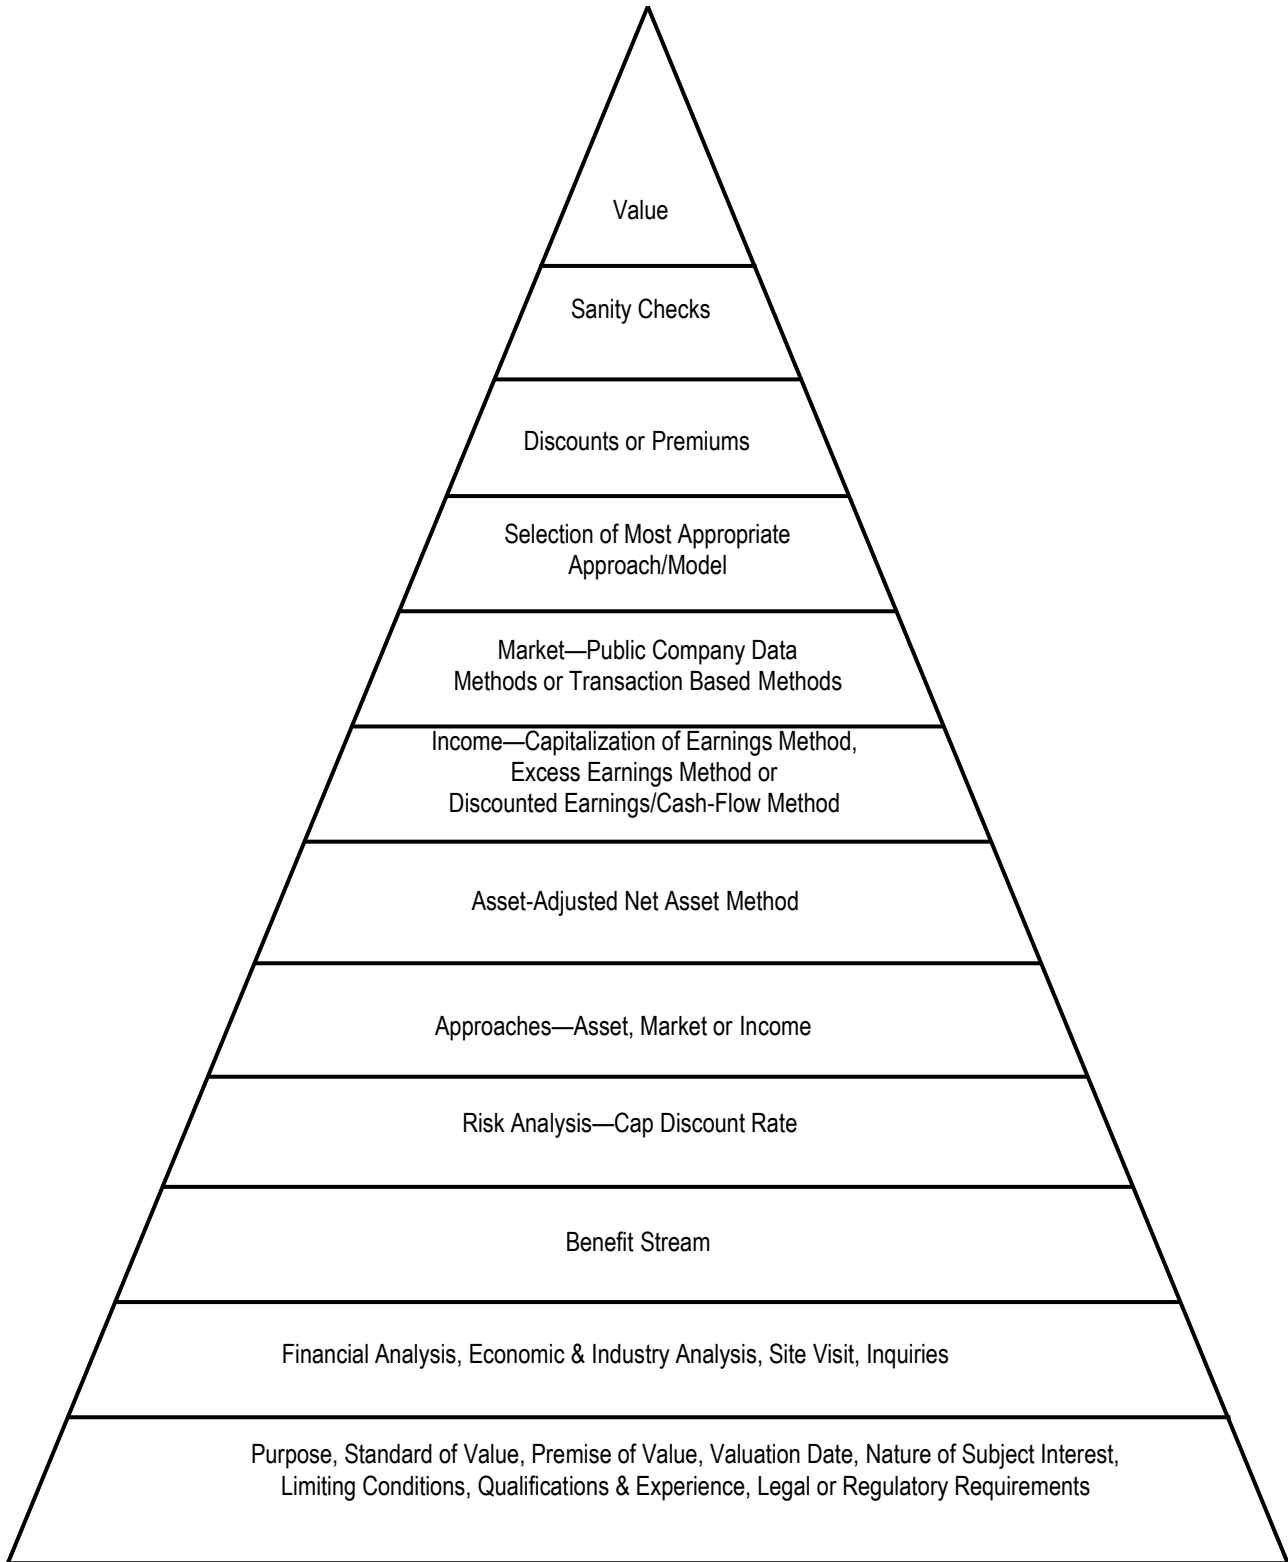 Value
Sanity Checks
Discounts or Premiums
Selection of Most Appropriate
Approach/Model
Market—Public Company Data
Methods or Transaction Based Methods
Income—Capitalization of Earnings Method,
Excess Earnings Method or
Discounted Earnings/Cash-Flow Method
Asset-Adjusted Net Asset Method
Approaches—Asset, Market or Income
Risk Analysis—Cap Discount Rate
Benefit Stream
Financial Analysis, Economic & Industry Analysis, Site Visit, Inquiries
Purpose, Standard of Value, Premise of Value, Valuation Date, Nature of Subject Interest,
Limiting Conditions, Qualifications & Experience, Legal or Regulatory Requirements